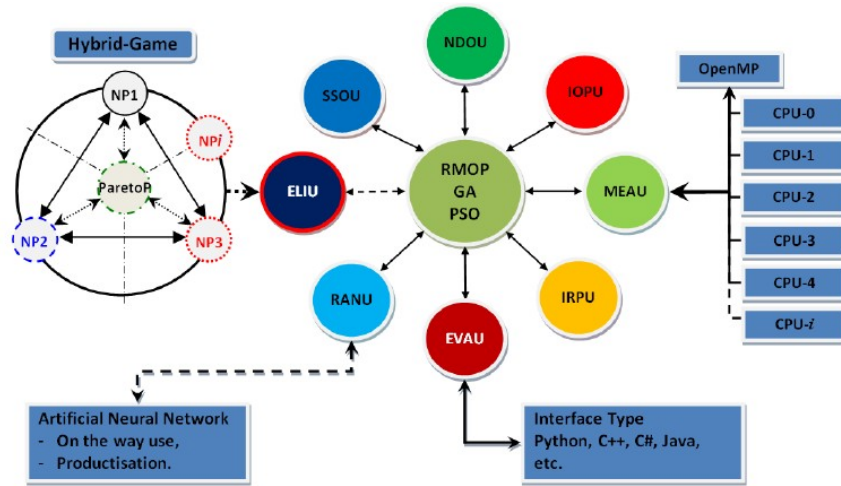 Hybrid-Game
NP1
NPi
ParetoP
NP2
NP3
NDOU
SSOU
IOPU
ELIU
RMOP
GA
PSO
MEAU
RANU
IRPU
EVAU
OpenMP
CPU-0
CPU-1
CPU-2
CPU-3
CPU-4
CPU-i
Artificial Neural Network
- On the way use,
- Productisation.
Interface Type
Python, C++, C#, Java,
etc.